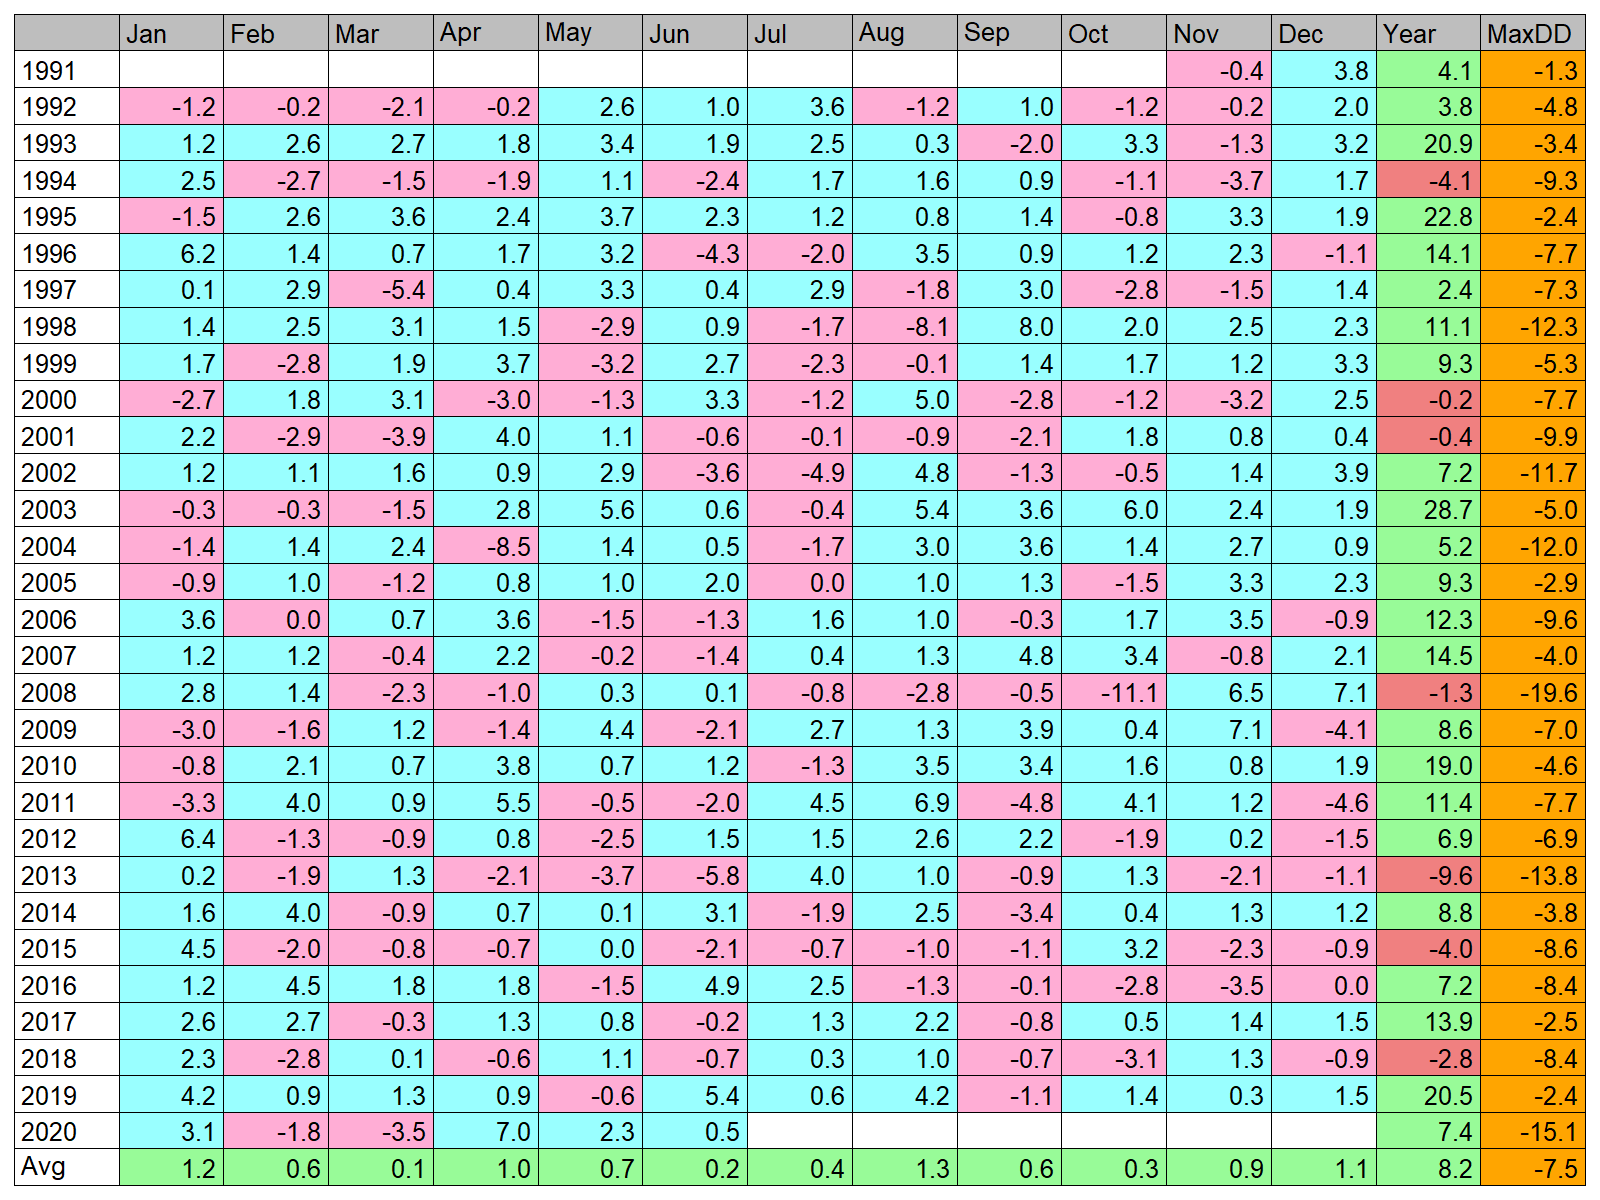 Jan Feb Mar Apr May Jun Jul Aug Sep Oct Nov Dec Year MaxDD
1991 -0.4 3.8 4.1 -1.3
1992 -1.2 -0.2 -2.1 -0.2 2.6 1.0 3.6 -1.2 1.0 -1.2 -0.2 2.0 3.8 -4.8
1993 1.2 2.6 2.7 1.8 3.4 1.9 2.5 0.3 -2.0 3.3 -1.3 3.2 20.9 -3.4
1994 2.5 -2.7 -1.5 -1.9 1.1 -2.4 1.7 1.6 0.9 -1.1 -3.7 1.7 -4.1 -9.3
1995 -1.5 2.6 3.6 2.4 3.7 2.3 1.2 0.8 1.4 -0.8 3.3 1.9 22.8 -2.4
1996 6.2 1.4 0.7 1.7 3.2 -4.3 -2.0 3.5 0.9 1.2 2.3 -1.1 14.1 -7.7
1997 0.1 2.9 -5.4 0.4 3.3 0.4 2.9 -1.8 3.0 -2.8 -1.5 1.4 2.4 -7.3
1998 1.4 2.5 3.1 1.5 -2.9 0.9 -1.7 -8.1 8.0 2.0 2.5 2.3 11.1 -12.3
1999 1.7 -2.8 1.9 3.7 -3.2 2.7 -2.3 -0.1 1.4 1.7 1.2 3.3 9.3 -5.3
2000 -2.7 1.8 3.1 -3.0 -1.3 3.3 -1.2 5.0 -2.8 -1.2 -3.2 2.5 -0.2 -7.7
2001 2.2 -2.9 -3.9 4.0 1.1 -0.6 -0.1 -0.9 -2.1 1.8 0.8 0.4 -0.4 -9.9
2002 1.2 1.1 1.6 0.9 2.9 -3.6 -4.9 4.8 -1.3 -0.5 1.4 3.9 7.2 -11.7
2003 -0.3 -0.3 -1.5 2.8 5.6 0.6 -0.4 5.4 3.6 6.0 2.4 1.9 28.7 -5.0
2004 -1.4 1.4 2.4 -8.5 1.4 0.5 -1.7 3.0 3.6 1.4 2.7 0.9 5.2 -12.0
2005 -0.9 1.0 -1.2 0.8 1.0 2.0 0.0 1.0 1.3 -1.5 3.3 2.3 9.3 -2.9
2006 3.6 0.0 0.7 3.6 -1.5 -1.3 1.6 1.0 -0.3 1.7 3.5 -0.9 12.3 -9.6
2007 1.2 1.2 -0.4 2.2 -0.2 -1.4 0.4 1.3 4.8 3.4 -0.8 2.1 14.5 -4.0
2008 2.8 1.4 -2.3 -1.0 0.3 0.1 -0.8 -2.8 -0.5 -11.1 6.5 7.1 -1.3 -19.6
2009 -3.0 -1.6 1.2 -1.4 4.4 -2.1 2.7 1.3 3.9 0.4 7.1 -4.1 8.6 -7.0
2010 -0.8 2.1 0.7 3.8 0.7 1.2 -1.3 3.5 3.4 1.6 0.8 1.9 19.0 -4.6
2011 -3.3 4.0 0.9 5.5 -0.5 -2.0 4.5 6.9 -4.8 4.1 1.2 -4.6 11.4 -7.7
2012 6.4 -1.3 -0.9 0.8 -2.5 1.5 1.5 2.6 2.2 -1.9 0.2 -1.5 6.9 -6.9
2013 0.2 -1.9 1.3 -2.1 -3.7 -5.8 4.0 1.0 -0.9 1.3 -2.1 -1.1 -9.6 -13.8
2014 1.6 4.0 -0.9 0.7 0.1 3.1 -1.9 2.5 -3.4 0.4 1.3 1.2 8.8 -3.8
2015 4.5 -2.0 -0.8 -0.7 0.0 -2.1 -0.7 -1.0 -1.1 3.2 -2.3 -0.9 -4.0 -8.6
2016 1.2 4.5 1.8 1.8 -1.5 4.9 2.5 -1.3 -0.1 -2.8 -3.5 0.0 7.2 -8.4
2017 2.6 2.7 -0.3 1.3 0.8 -0.2 1.3 2.2 -0.8 0.5 1.4 1.5 13.9 -2.5
2018 2.3 -2.8 0.1 -0.6 1.1 -0.7 0.3 1.0 -0.7 -3.1 1.3 -0.9 -2.8 -8.4
2019 4.2 0.9 1.3 0.9 -0.6 5.4 0.6 4.2 -1.1 1.4 0.3 1.5 20.5 -2.4
2020 3.1 -1.8 -3.5 7.0 2.3 0.5 7.4 -15.1
Avg 1.2 0.6 0.1 1.0 0.7 0.2 0.4 1.3 0.6 0.3 0.9 1.1 8.2 -7.5